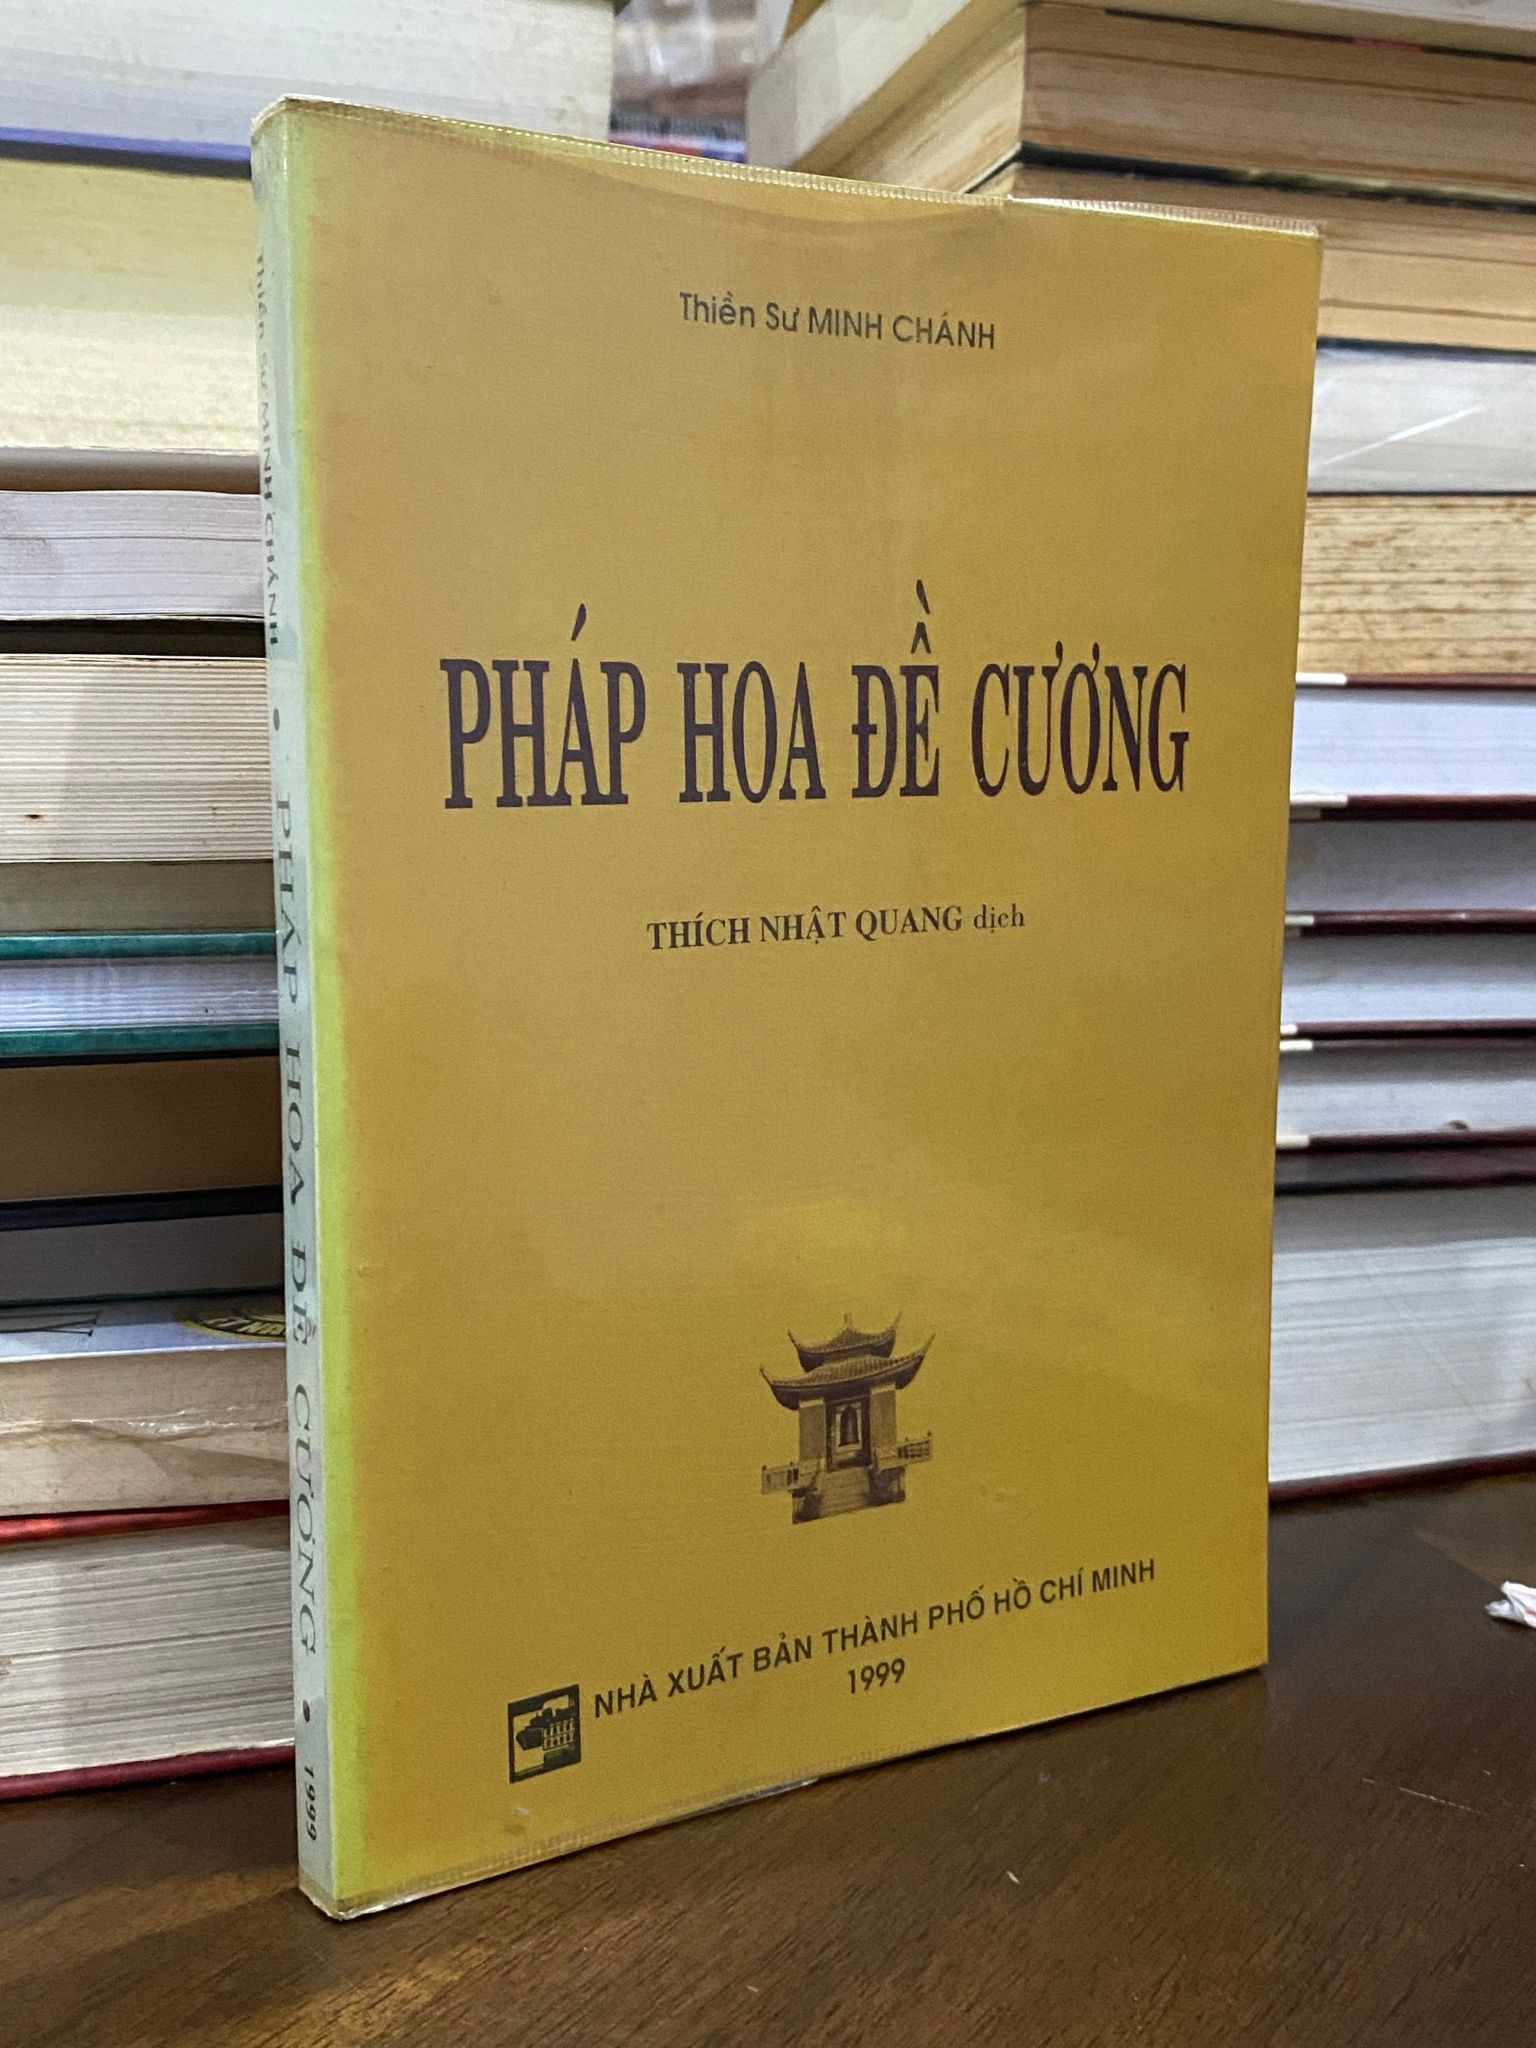 Thiền Sư MINH CHÁNH
PHÁP HOA ĐỀ CƯƠNG
THÍCH NHẬT QUANG dịch
NHÀ XUẤT BẢN THÀNH PHỐ HỒ CHÍ MINH
1999
Thiền Sư MINH CHÁNH • PHÁP HOA ĐỀ CƯƠNG • 1999